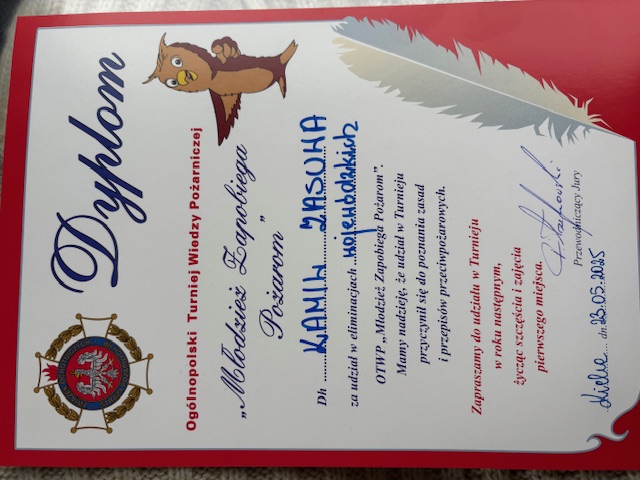 Dyplom
Ogólnopolski Turniej Wiedzy Pożarniczej
„Młodzież Zapobiega
Pożarom”
Dh KAMIL JASUHA
za udział w eliminacjach wojewódzkich
OTWP „Młodzież Zapobiega Pożarom”.
Mamy nadzieję, że udział w Turnieju
przyczynił się do poznania zasad
i przepisów przeciwpożarowych.
Zapraszamy do udziału w Turnieju
w roku następnym,
życząc szczęścia i zajęcia
pierwszego miejsca.
Przewodniczący Jury
Kielce dn. 23.05.2025